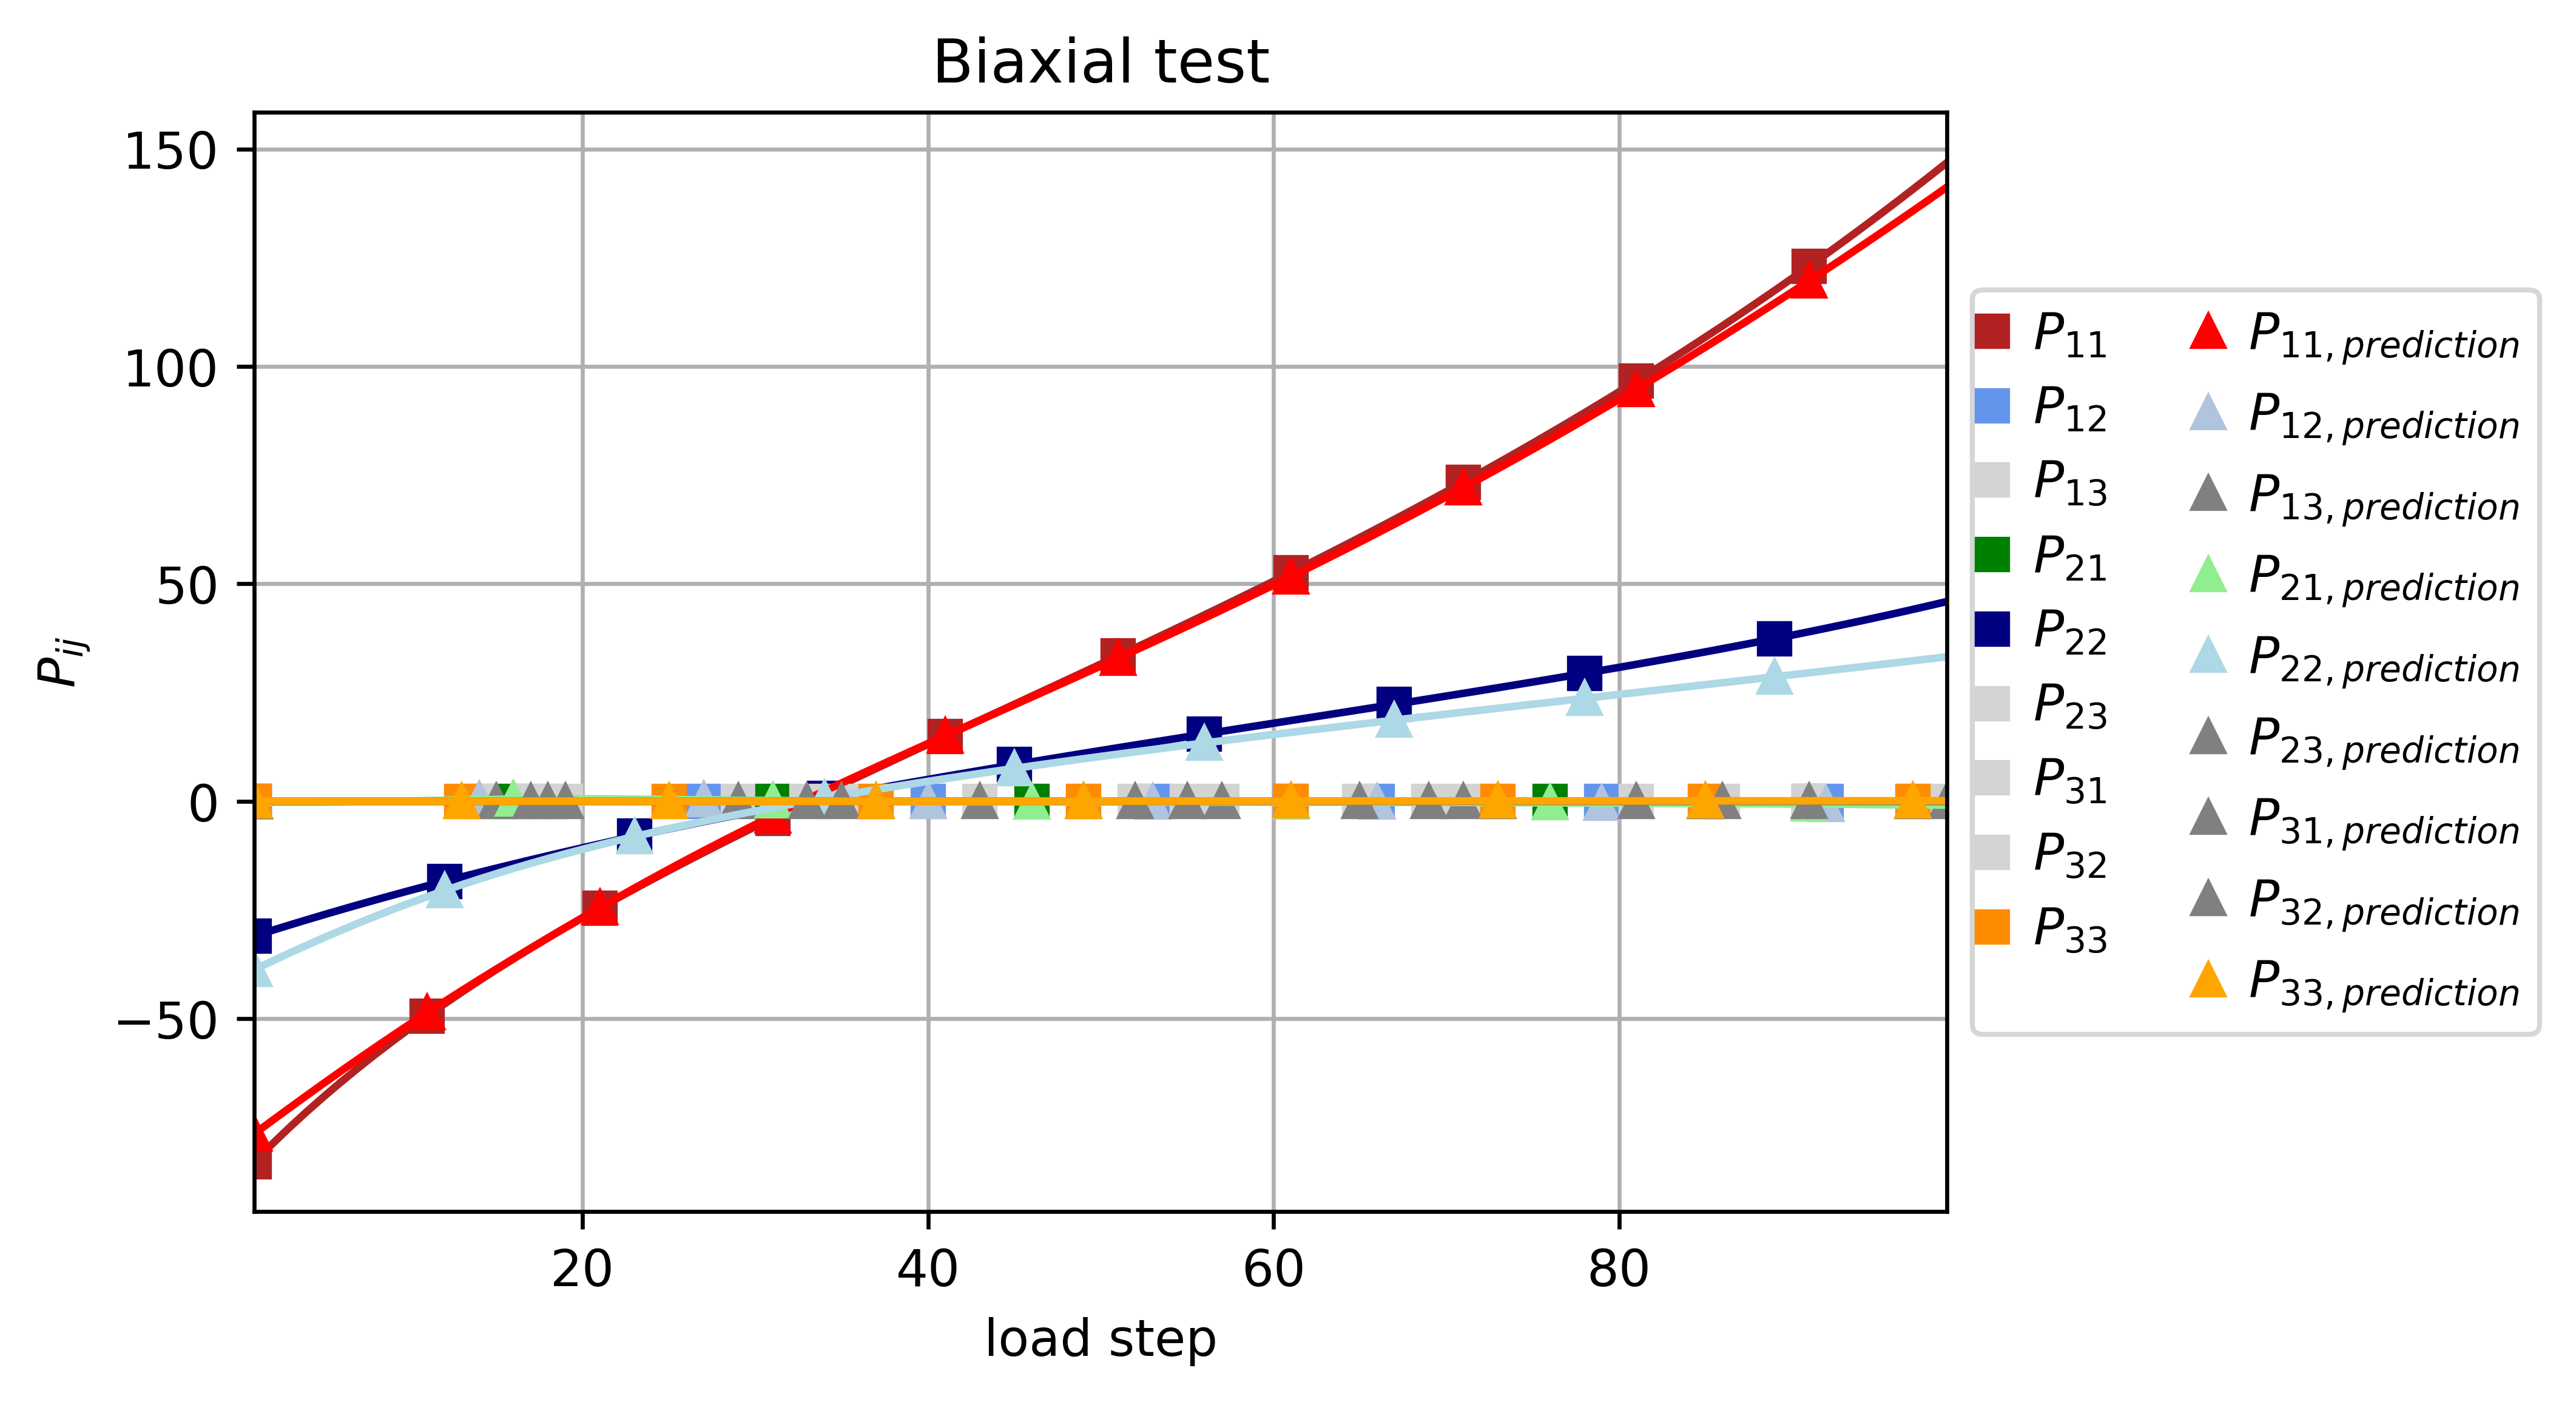 Biaxial test
150
100
50
0
−50
P_ij
20 40 60 80
load step
P_11
P_12
P_13
P_21
P_22
P_23
P_31
P_32
P_33
P_11, prediction
P_12, prediction
P_13, prediction
P_21, prediction
P_22, prediction
P_23, prediction
P_31, prediction
P_32, prediction
P_33, prediction